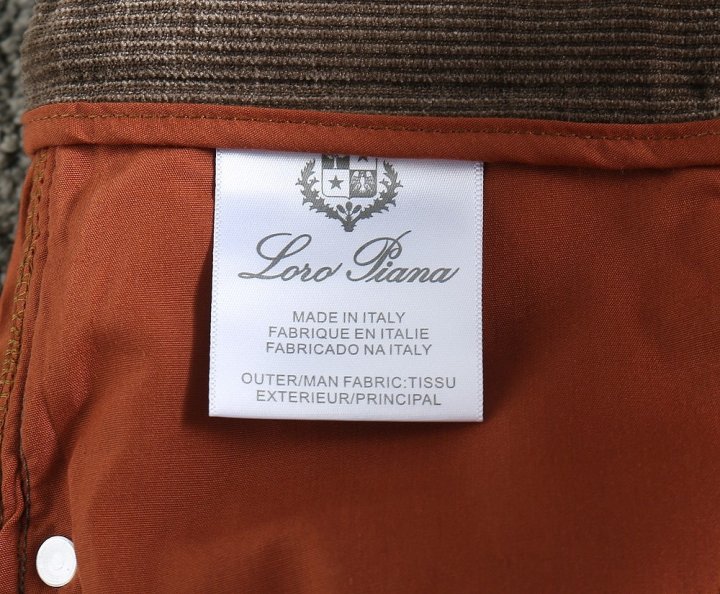 Loro Piana
MADE IN ITALY
FABRIQUE EN ITALIE
FABRICADO NA ITALY
OUTER/MAN FABRIC:TISSU
EXTERIEUR/PRINCIPAL